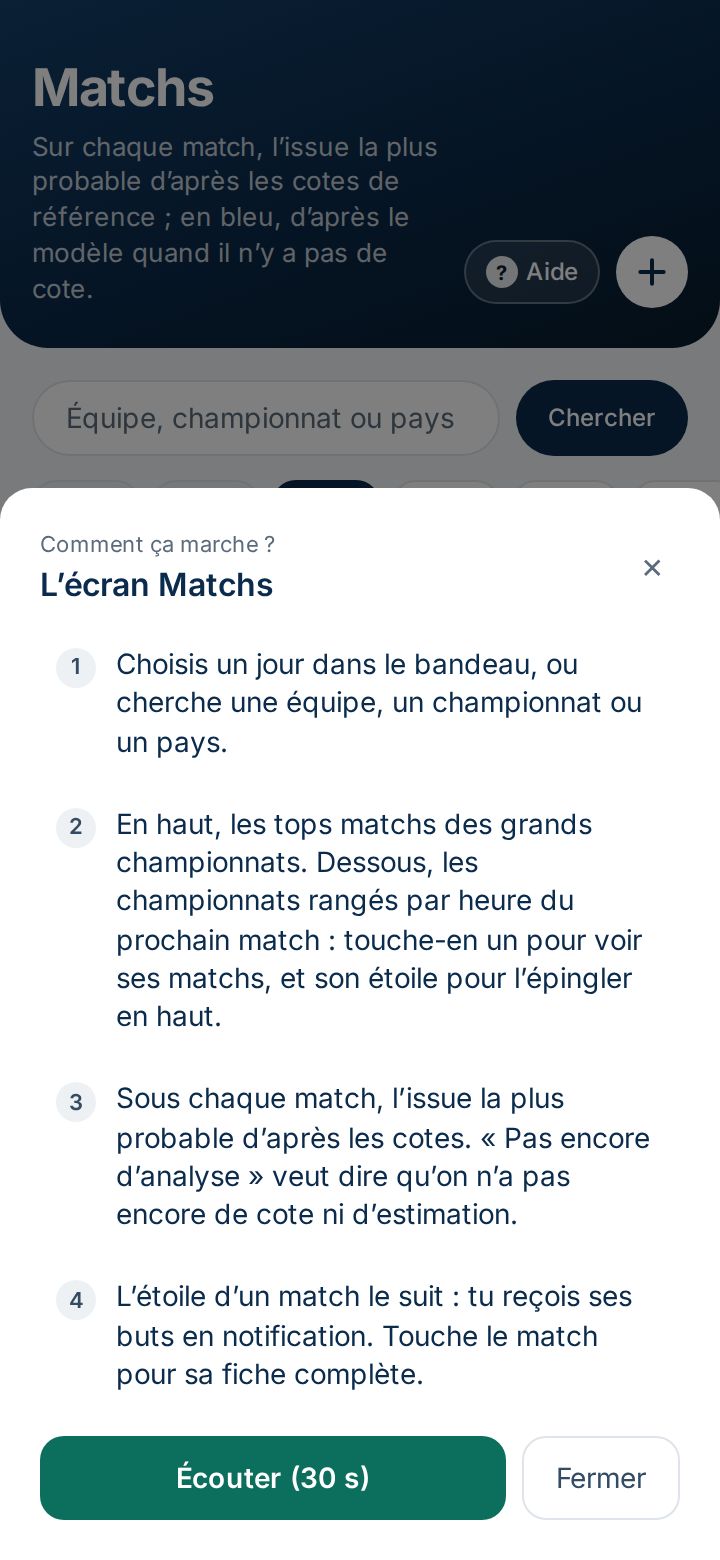 Matchs
Sur chaque match, l’issue la plus
probable d’après les cotes de
référence ; en bleu, d’après le
modèle quand il n’y a pas de
cote.
? Aide
+
Équipe, championnat ou pays
Chercher
Comment ça marche ?
L’écran Matchs
×
1 Choisis un jour dans le bandeau, ou
cherche une équipe, un championnat ou
un pays.
2 En haut, les tops matchs des grands
championnats. Dessous, les
championnats rangés par heure du
prochain match : touche-en un pour voir
ses matchs, et son étoile pour l’épingler
en haut.
3 Sous chaque match, l’issue la plus
probable d’après les cotes. « Pas encore
d’analyse » veut dire qu’on n’a pas
encore de cote ni d’estimation.
4 L’étoile d’un match le suit : tu reçois ses
buts en notification. Touche le match
pour sa fiche complète.
Écouter (30 s)
Fermer